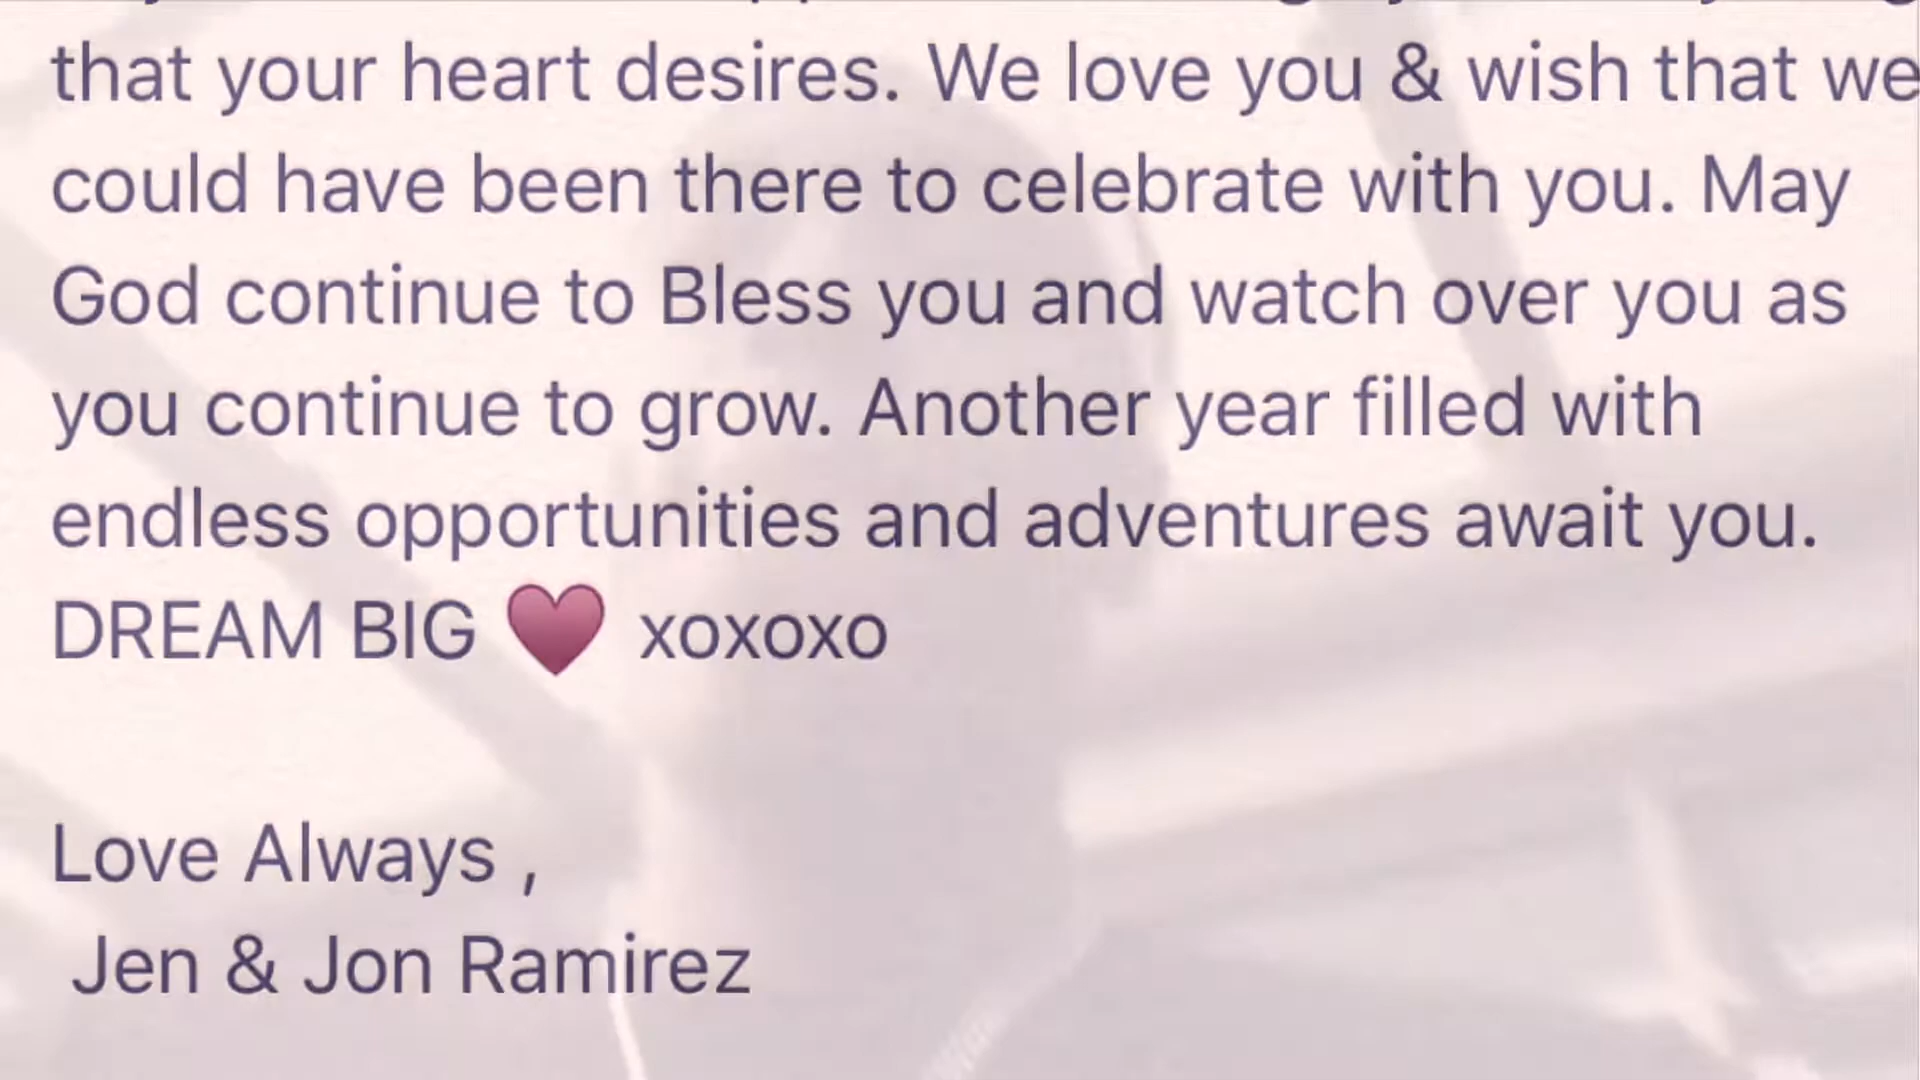 that your heart desires. We love you & wish that we
could have been there to celebrate with you. May
God continue to Bless you and watch over you as
you continue to grow. Another year filled with
endless opportunities and adventures await you.
DREAM BIG ♥️ xoxoxo
Love Always ,
Jen & Jon Ramirez